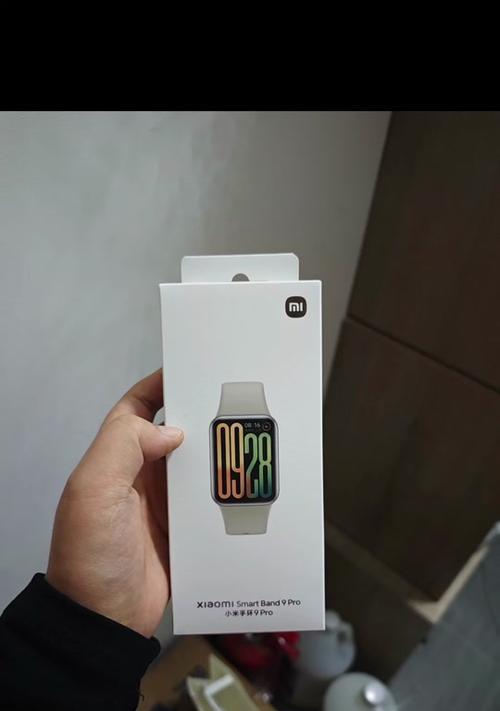 mi
08 16
0928
xiaomi Smart Band 9 Pro
小米手环9 Pro